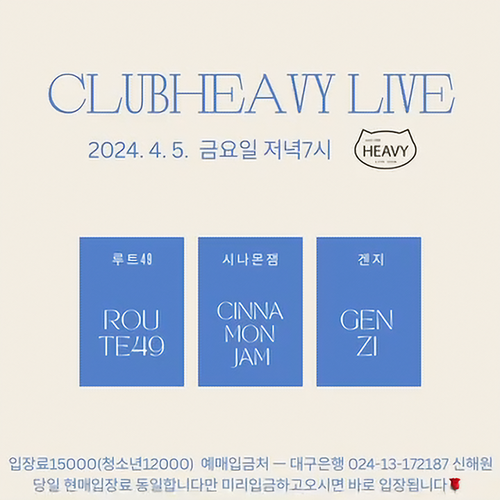 CLUBHEAVY LIVE
2024. 4. 5. 금요일 저녁7시
HEAVY
루트49
ROU
TE49
시나몬잼
CINNA
MON
JAM
겐지
GEN
ZI
입장료15000(청소년12000) 예매입금처 ㅡ 대구은행 024-13-172187 신해원
당일 현매입장료 동일합니다만 미리입금하고오시면 바로 입장됩니다🌹